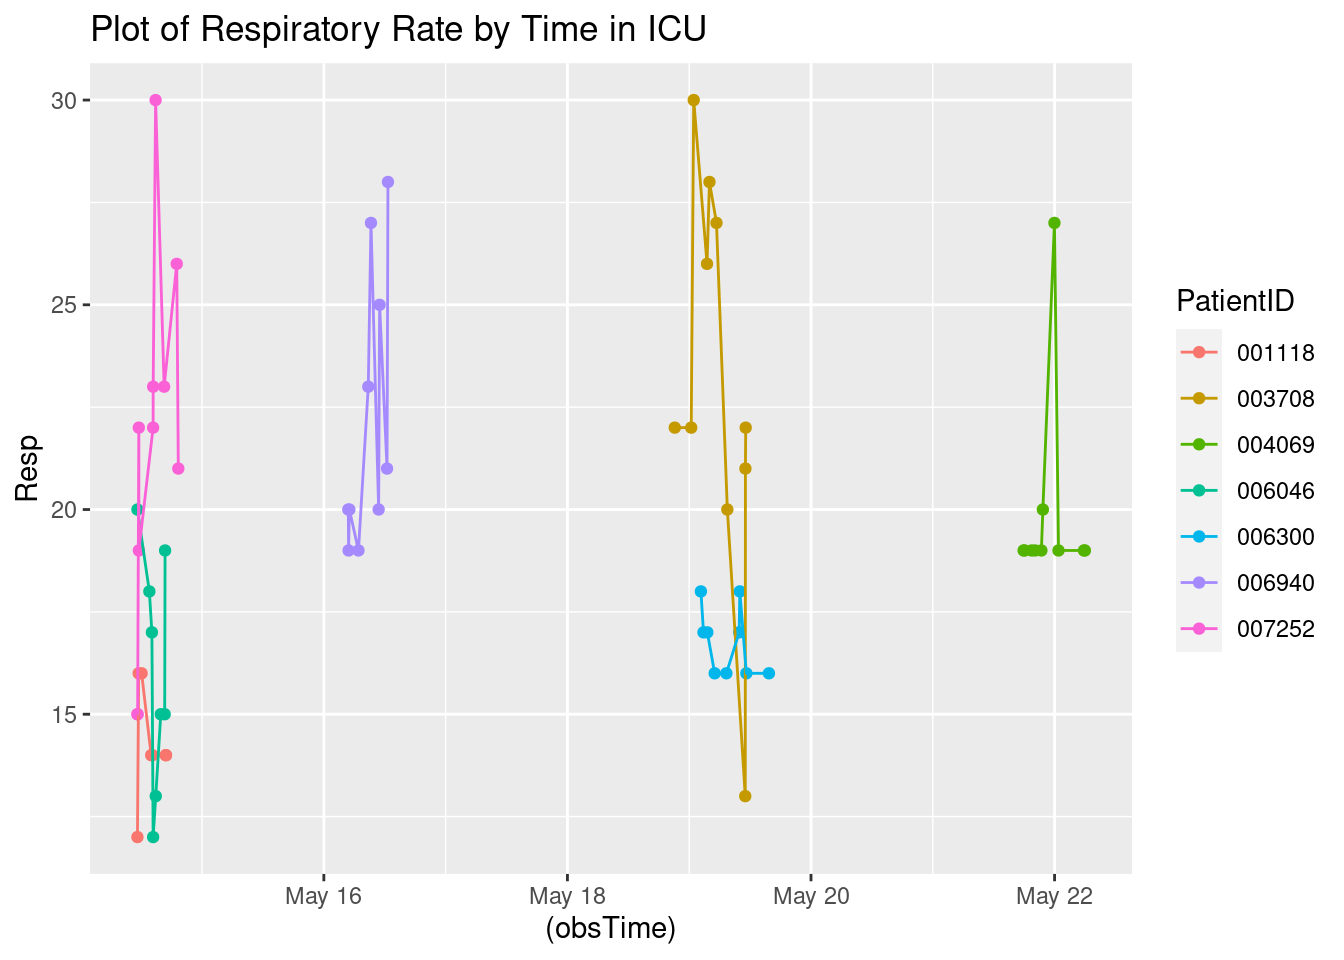 Plot of Respiratory Rate by Time in ICU
30
25
20
15
Resp
May 16
May 18
May 20
May 22
(obsTime)
PatientID
001118
003708
004069
006046
006300
006940
007252